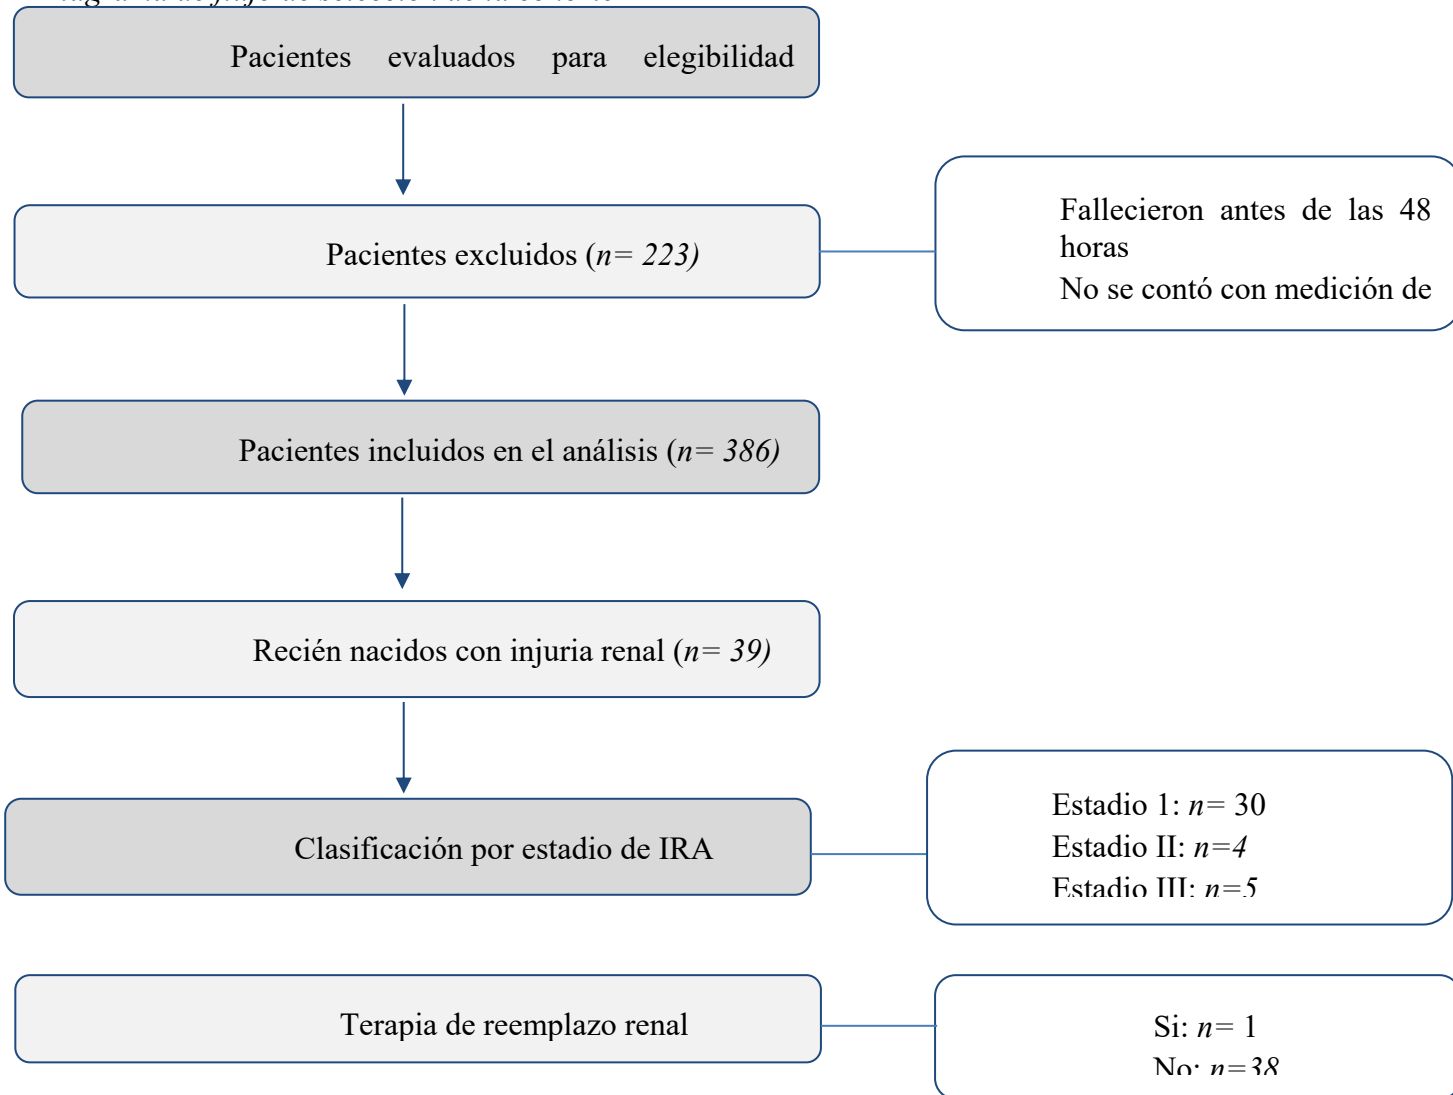 Pacientes evaluados para elegibilidad
Fallecieron antes de las 48
horas
No se contó con medición de
Pacientes excluidos (n= 223)
Pacientes incluidos en el análisis (n= 386)
Recién nacidos con injuria renal (n= 39)
Clasificación por estadio de IRA
Estadio 1: n= 30
Estadio II: n=4
Estadio III: n=5
Terapia de reemplazo renal
Si: n= 1
No: n=38